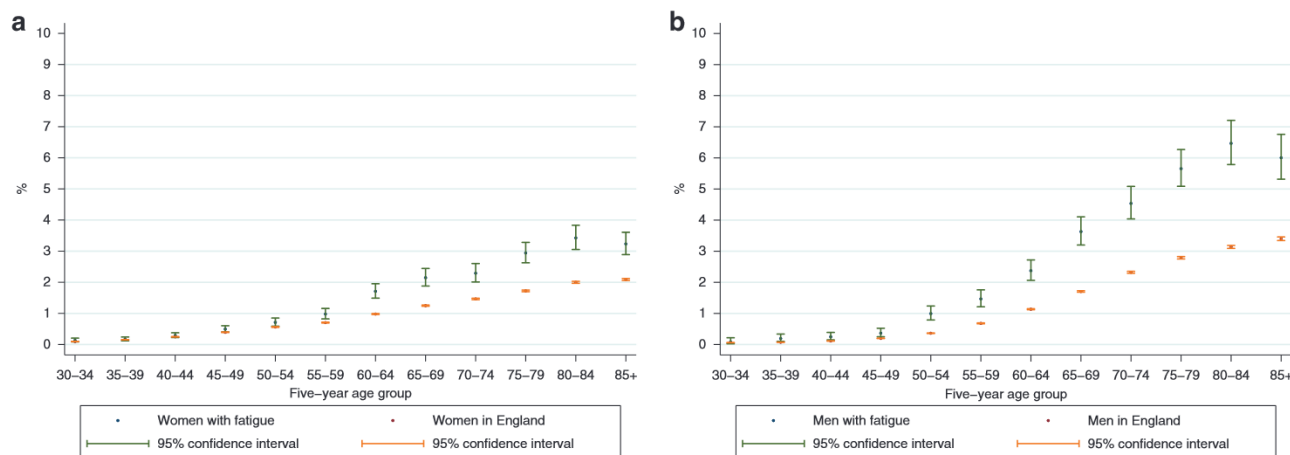 a
10
9
8
7
6
5
4
3
2
1
0
%
30–34 35–39 40–44 45–49 50–54 55–59 60–64 65–69 70–74 75–79 80–84 85+
Five–year age group
Women with fatigue Women in England
95% confidence interval 95% confidence interval
b
10
9
8
7
6
5
4
3
2
1
0
%
30–34 35–39 40–44 45–49 50–54 55–59 60–64 65–69 70–74 75–79 80–84 85+
Five–year age group
Men with fatigue Men in England
95% confidence interval 95% confidence interval